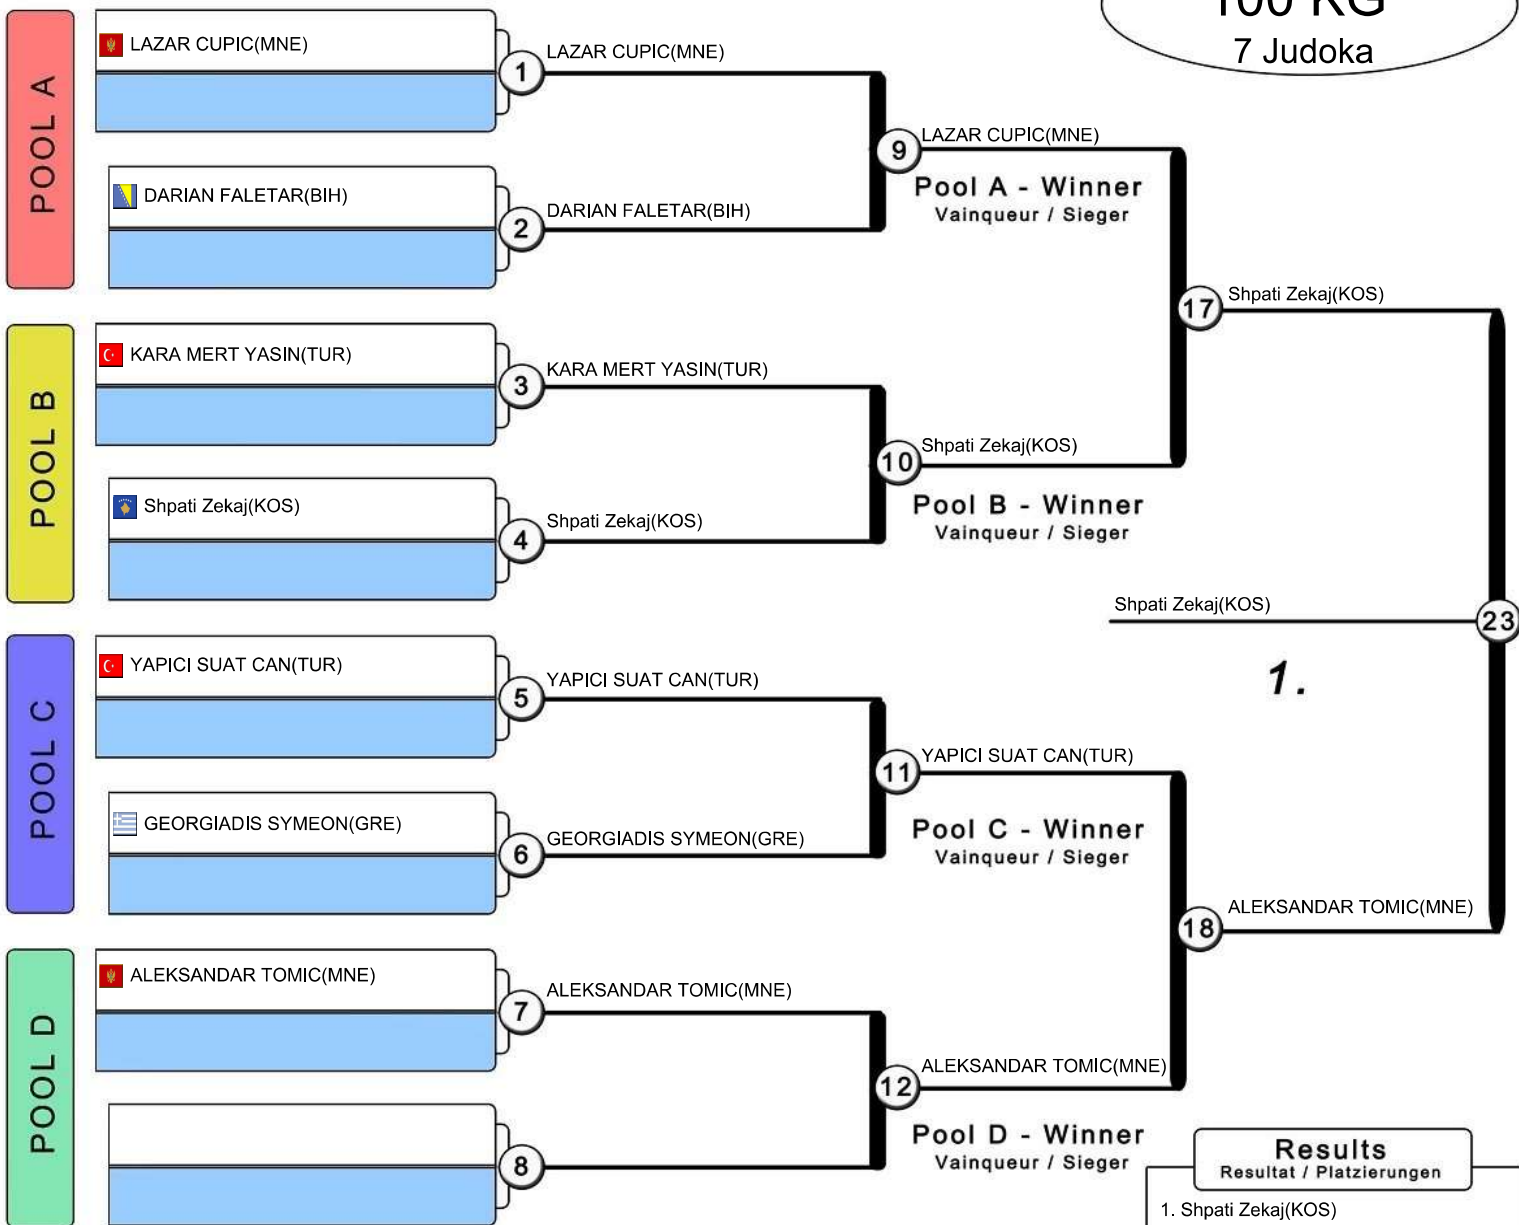 100 KG
7 Judoka
POOL A
LAZAR CUPIC(MNE)
1
LAZAR CUPIC(MNE)
DARIAN FALETAR(BIH)
2
DARIAN FALETAR(BIH)
9
LAZAR CUPIC(MNE)
Pool A - Winner
Vainqueur / Sieger
POOL B
KARA MERT YASIN(TUR)
3
KARA MERT YASIN(TUR)
Shpati Zekaj(KOS)
4
Shpati Zekaj(KOS)
10
Shpati Zekaj(KOS)
Pool B - Winner
Vainqueur / Sieger
17
Shpati Zekaj(KOS)
POOL C
YAPICI SUAT CAN(TUR)
5
YAPICI SUAT CAN(TUR)
GEORGIADIS SYMEON(GRE)
6
GEORGIADIS SYMEON(GRE)
11
YAPICI SUAT CAN(TUR)
Pool C - Winner
Vainqueur / Sieger
POOL D
ALEKSANDAR TOMIC(MNE)
7
ALEKSANDAR TOMIC(MNE)
8
12
ALEKSANDAR TOMIC(MNE)
Pool D - Winner
Vainqueur / Sieger
18
ALEKSANDAR TOMIC(MNE)
Shpati Zekaj(KOS)
23
1.
Results
Resultat / Platzierungen
1. Shpati Zekaj(KOS)